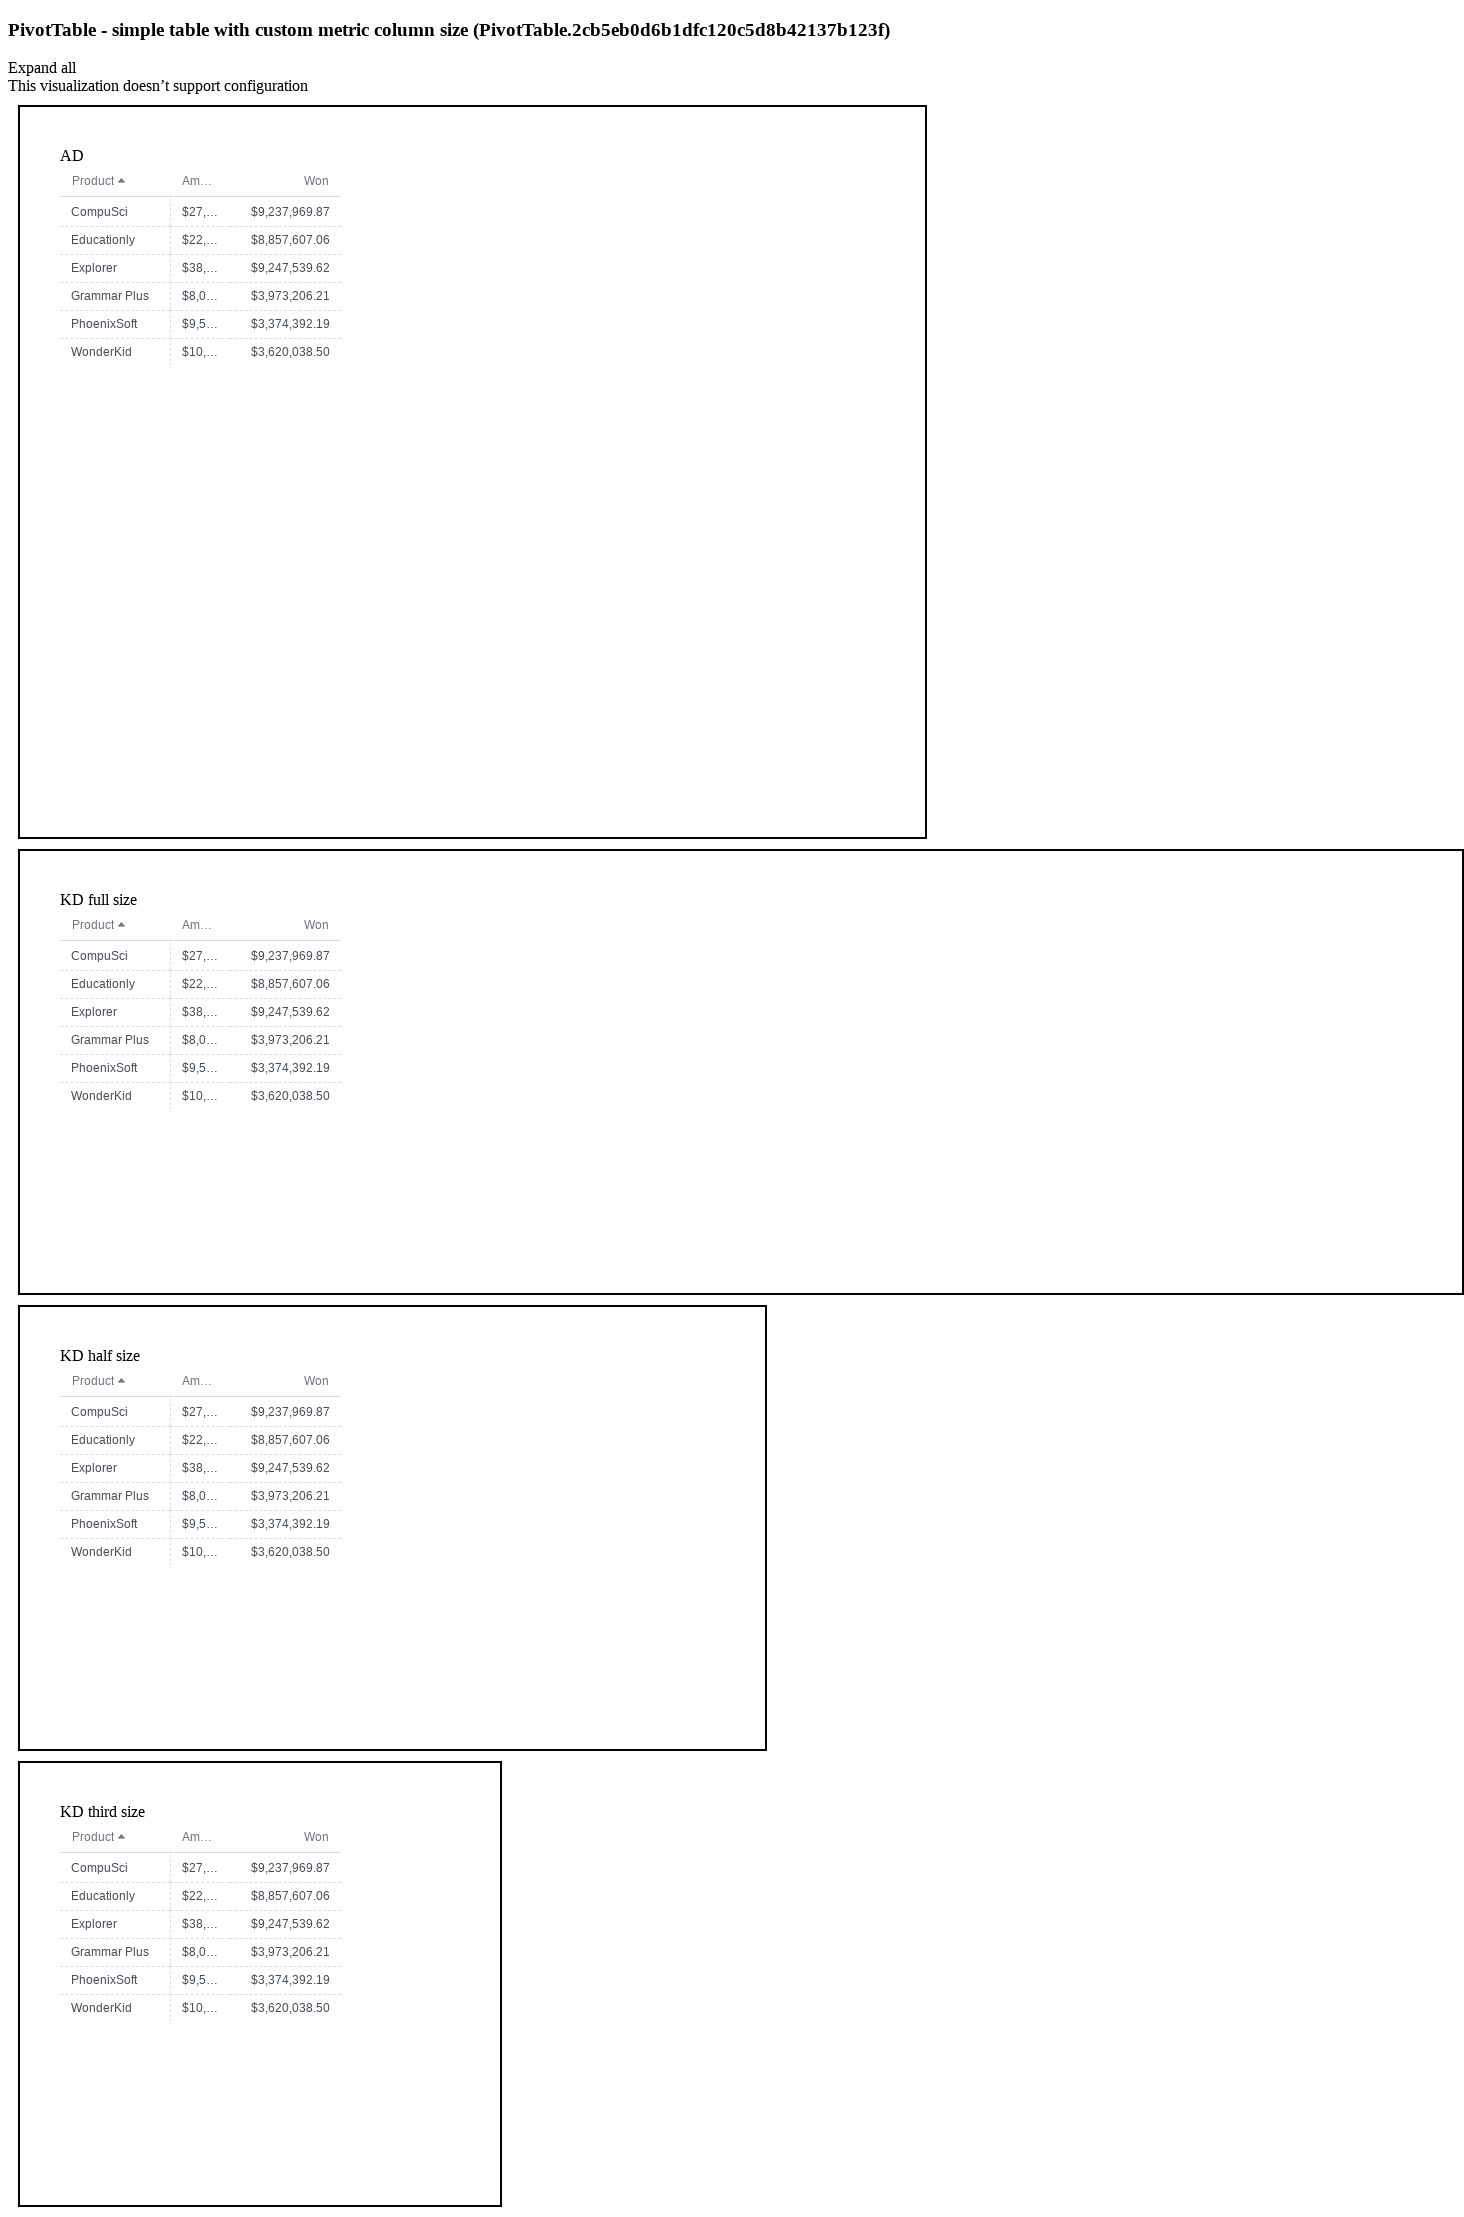 PivotTable - simple table with custom metric column size (PivotTable.2cb5eb0d6b1dfc120c5d8b42137b123f)
Expand all
This visualization doesn’t support configuration
AD
Product Am… Won
CompuSci $27,… $9,237,969.87
Educationly $22,… $8,857,607.06
Explorer $38,… $9,247,539.62
Grammar Plus $8,0… $3,973,206.21
PhoenixSoft $9,5… $3,374,392.19
WonderKid $10,… $3,620,038.50
KD full size
Product Am… Won
CompuSci $27,… $9,237,969.87
Educationly $22,… $8,857,607.06
Explorer $38,… $9,247,539.62
Grammar Plus $8,0… $3,973,206.21
PhoenixSoft $9,5… $3,374,392.19
WonderKid $10,… $3,620,038.50
KD half size
Product Am… Won
CompuSci $27,… $9,237,969.87
Educationly $22,… $8,857,607.06
Explorer $38,… $9,247,539.62
Grammar Plus $8,0… $3,973,206.21
PhoenixSoft $9,5… $3,374,392.19
WonderKid $10,… $3,620,038.50
KD third size
Product Am… Won
CompuSci $27,… $9,237,969.87
Educationly $22,… $8,857,607.06
Explorer $38,… $9,247,539.62
Grammar Plus $8,0… $3,973,206.21
PhoenixSoft $9,5… $3,374,392.19
WonderKid $10,… $3,620,038.50